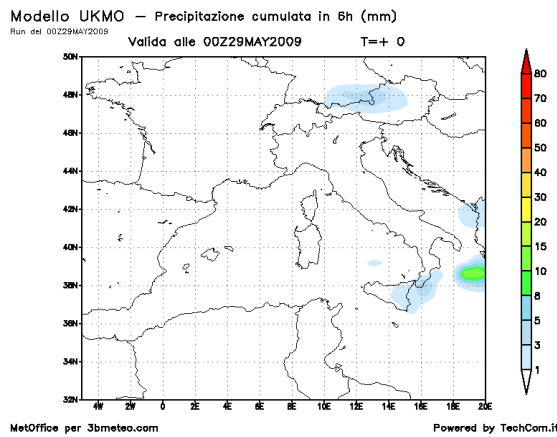 Modello UKMO — Precipitazione cumulata in 6h (mm)
Run del 00Z29MAY2009
Valida alle 00Z29MAY2009 T=+ 0
50N
48N
46N
44N
42N
40N
38N
36N
34N
32N
4W 2W 0 2E 4E 6E 8E 10E 12E 14E 16E 18E 20E
80
70
60
50
40
30
20
15
10
8
5
3
1
MetOffice per 3bmeteo.com Powered by TechCom.it